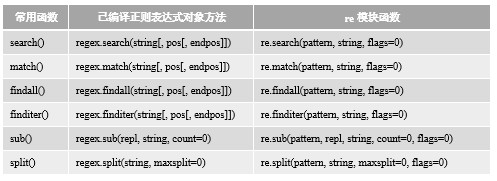 常用函数 己编译正则表达式对象方法 re 模块函数
search() regex.search(string[, pos[, endpos]]) re.search(pattern, string, flags=0)
match() regex.match(string[, pos[, endpos]]) re.match(pattern, string, flags=0)
findall() regex.findall(string[, pos[, endpos]]) re.findall(pattern, string, flags=0)
finditer() regex.finditer(string[, pos[, endpos]]) re.finditer(pattern, string, flags=0)
sub() regex.sub(repl, string, count=0) re.sub(pattern, repl, string, count=0, flags=0)
split() regex.split(string, maxsplit=0) re.split(pattern, string, maxsplit=0, flags=0)